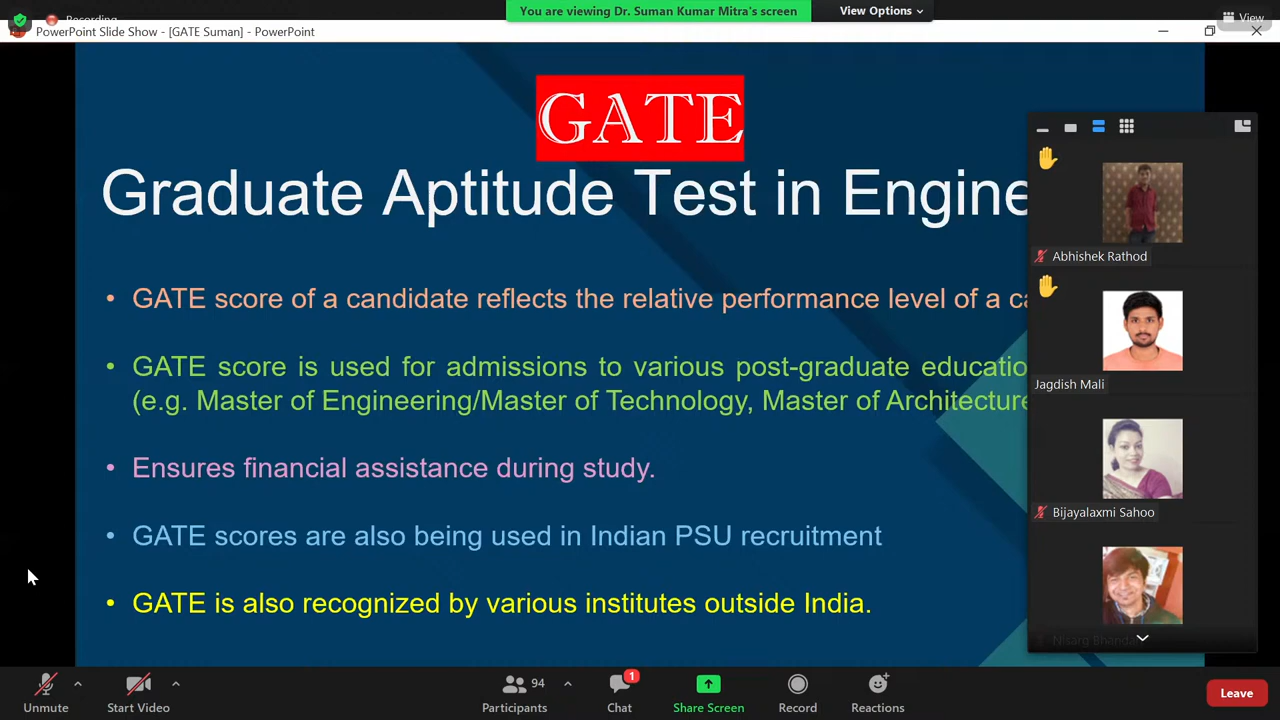 Recording
You are viewing Dr. Suman Kumar Mitra's screen
View Options
View
PowerPoint Slide Show - [GATE Suman] - PowerPoint
GATE
Graduate Aptitude Test in Engine
• GATE score of a candidate reflects the relative performance level of a ca
• GATE score is used for admissions to various post-graduate educatio
(e.g. Master of Engineering/Master of Technology, Master of Architecture
• Ensures financial assistance during study.
• GATE scores are also being used in Indian PSU recruitment
• GATE is also recognized by various institutes outside India.
Abhishek Rathod
Jagdish Mali
Bijayalaxmi Sahoo
Nisarg
Unmute
Start Video
94
Participants
1
Chat
Share Screen
Record
Reactions
Leave